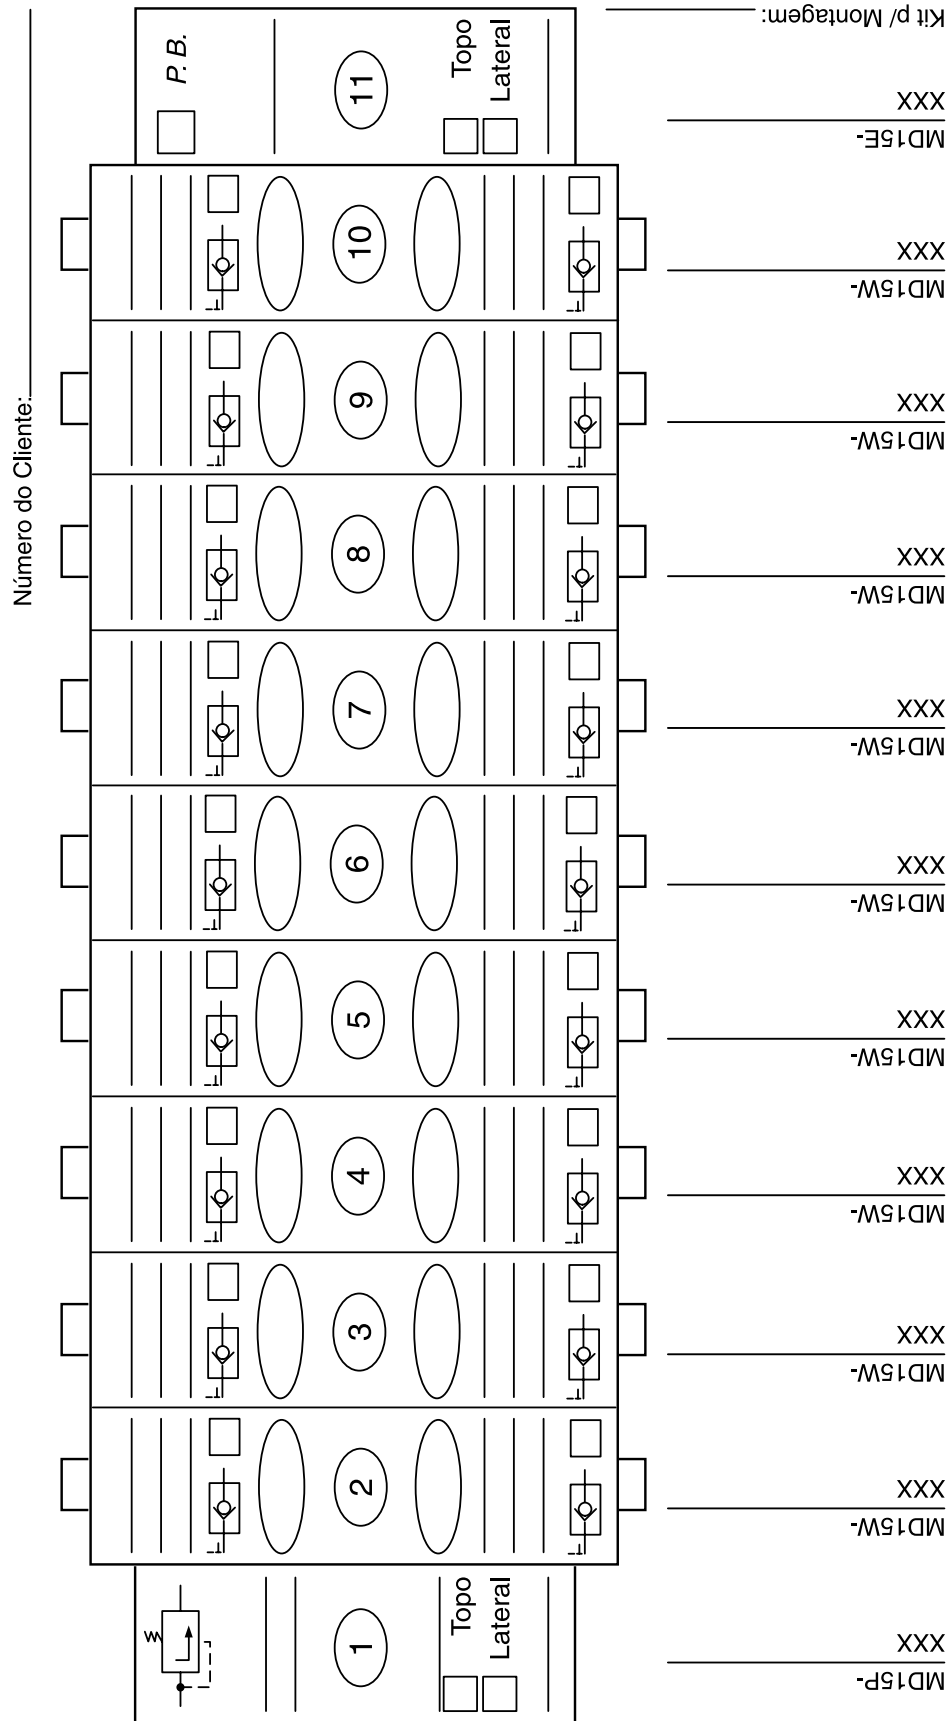 Número do Cliente:
P.B.
11
Topo
Lateral
10
9
8
7
6
5
4
3
2
1
Topo
Lateral
Kit p/ Montagem:
XXX
MD15E-
XXX
MD15W-
XXX
MD15W-
XXX
MD15W-
XXX
MD15W-
XXX
MD15W-
XXX
MD15W-
XXX
MD15W-
XXX
MD15W-
XXX
MD15W-
XXX
MD15P-